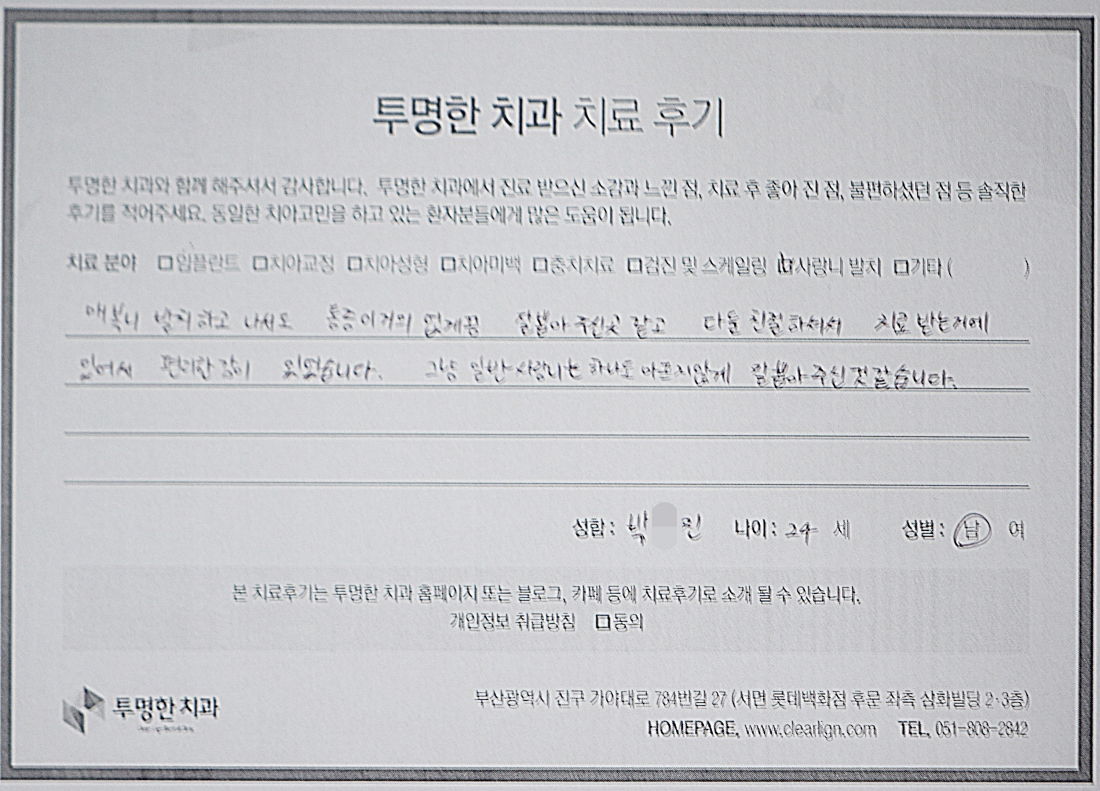 투명한 치과 치료 후기
투명한 치과와 함께 해주셔서 감사합니다. 투명한 치과에서 진료 받으신 소감과 느낀 점, 치료 후 좋아 진 점, 불편하셨던 점 등 솔직한
후기를 적어주세요. 동일한 치아고민을 하고 있는 환자분들에게 많은 도움이 됩니다.
치료 분야 □임플란트 □치아교정 □치아성형 □치아미백 □충치치료 □검진 및 스케일링 ☑사랑니 발치 □기타 ( )
매복니 발치하고 나서도 통증이거의 없게끔 잘뽑아 주신것 같고 다들 친절하셔서 치료 받는거에
있어서 편리한 감이 있었습니다. 그냥 일반 사랑니는 하나도 아프지않게 잘뽑아주신것같습니다.
성함: 박 진 나이: 24 세 성별: 남 여
본 치료후기는 투명한 치과 홈페이지 또는 블로그, 카페 등에 치료후기로 소개 될 수 있습니다.
개인정보 취급방침 □동의
투명한 치과
부산광역시 진구 가야대로 784번길 27 (서면 롯데백화점 후문 좌측 삼화빌딩 2·3층)
HOMEPAGE, www.clearlign.com TEL, 051-808-2842